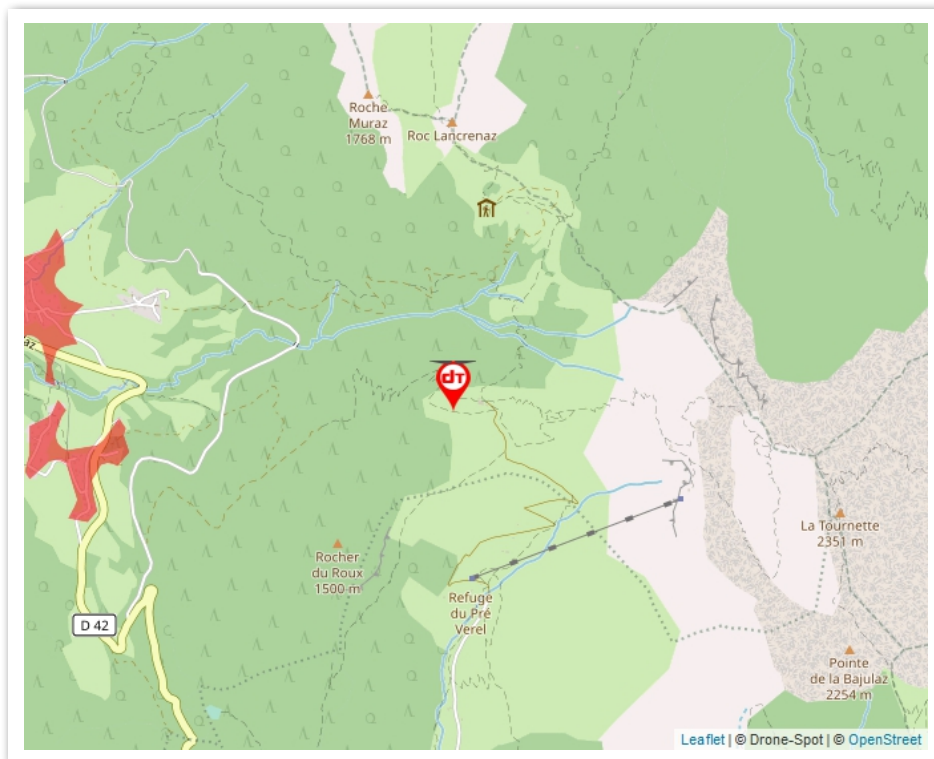 Roche
Muraz
1768 m
Roc Lancrenaz
az
dT
La Tournette
2351 m
Rocher
du Roux
1500 m
Refuge
du Pré
Verel
D 42
Pointe
de la Bajulaz
2254 m
Leaflet | © Drone-Spot | © OpenStreet